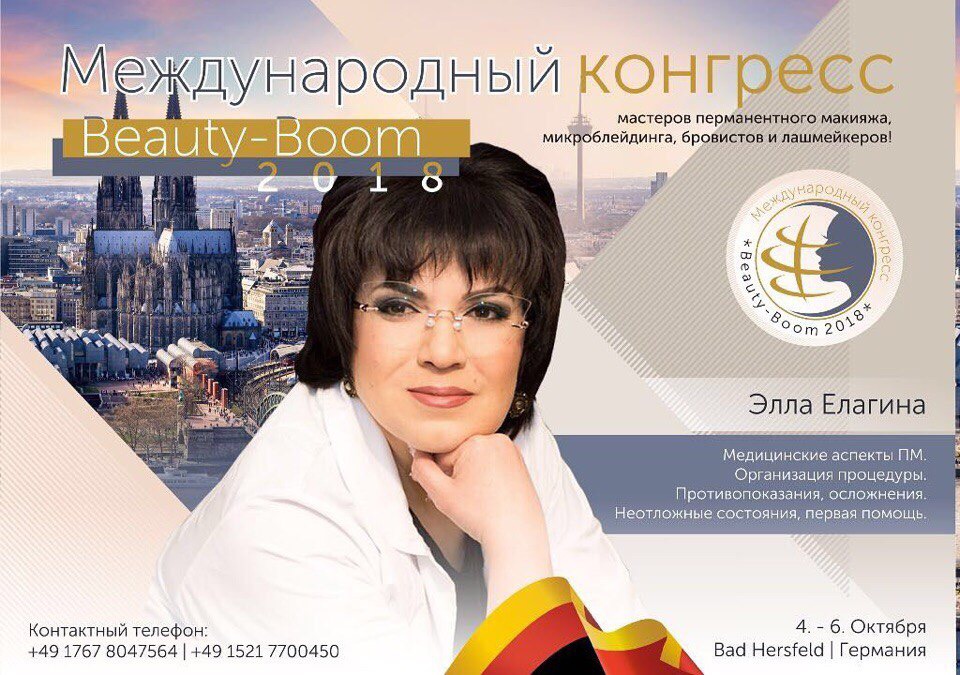 Международный конгресс
Beauty-Boom
2018
мастеров перманентного макияжа,
микроблейдинга, бровистов и лашмейкеров!
Международный конгресс
*Beauty-Boom 2018*
Элла Елагина
Медицинские аспекты ПМ.
Организация процедуры.
Противопоказания, осложнения.
Неотложные состояния, первая помощь.
Контактный телефон:
+49 1767 8047564 | +49 1521 7700450
4. - 6. Октября
Bad Hersfeld | Германия